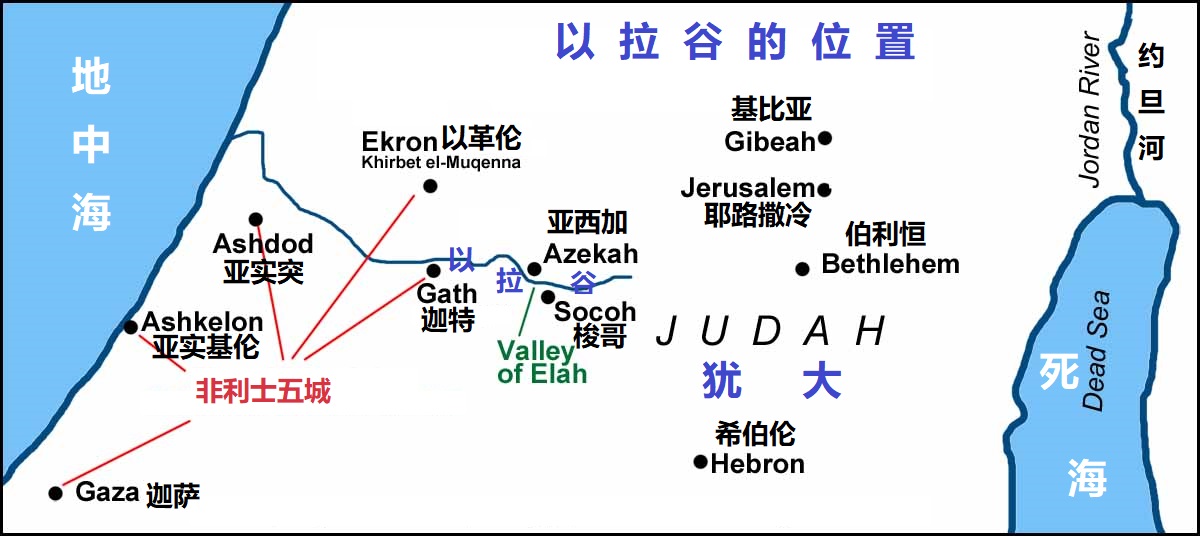 以拉谷的位置
地中海
约旦河
Jordan River
基比亚
Gibeah
Ekron 以革伦
Khirbet el-Muqenna
Jerusalem
耶路撒冷
亚西加
Azekah
伯利恒
Bethlehem
Ashdod
亚实突
以拉谷
Gath
迦特
Socoh
梭哥
Ashkelon
亚实基伦
Valley
of Elah
JUDAH
犹大
非利士五城
Dead Sea
死海
希伯伦
Hebron
Gaza 迦萨